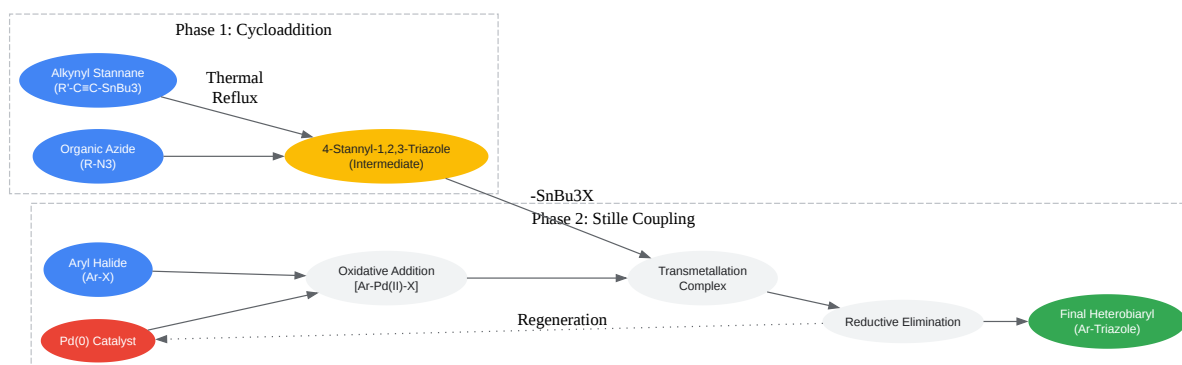 Phase 1: Cycloaddition
Alkynyl Stannane
(R'-C≡C-SnBu3)
Thermal
Reflux
Organic Azide
(R-N3)
4-Stannyl-1,2,3-Triazole
(Intermediate)
-SnBu3X
Phase 2: Stille Coupling
Aryl Halide
(Ar-X)
Oxidative Addition
[Ar-Pd(II)-X]
Transmetallation
Complex
Pd(0) Catalyst
Regeneration
Reductive Elimination
Final Heterobiaryl
(Ar-Triazole)